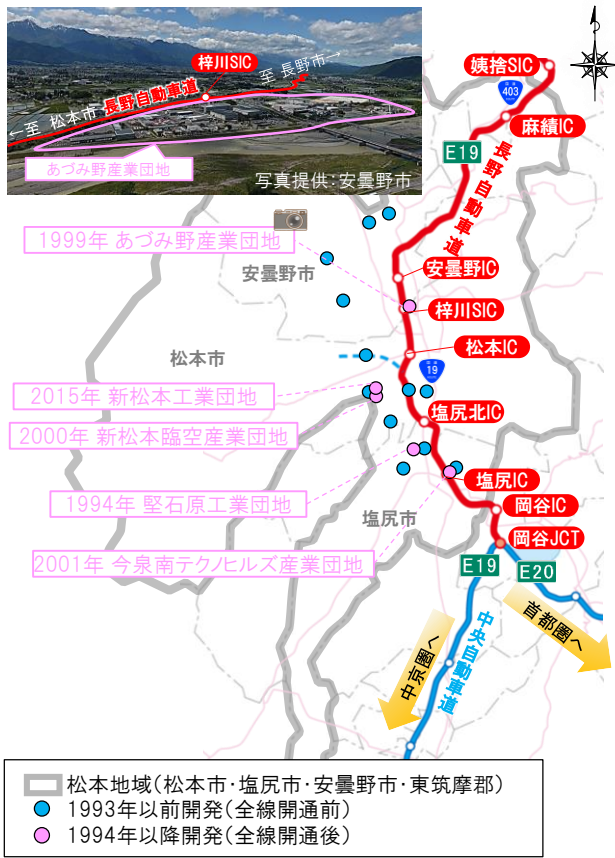 梓川SIC
←至 松本市 長野自動車道
至 長野市→
あづみ野産業団地
写真提供:安曇野市
姨捨SIC
国道
403
麻績IC
E19
長野自動車道
1999年 あづみ野産業団地
安曇野市
安曇野IC
梓川SIC
松本市
松本IC
国道
19
2015年 新松本工業団地
塩尻北IC
2000年 新松本臨空産業団地
塩尻IC
1994年 堅石原工業団地
岡谷IC
塩尻市
岡谷JCT
2001年 今泉南テクノヒルズ産業団地
E19
E20
首都圏へ
中央自動車道
中京圏へ
松本地域(松本市・塩尻市・安曇野市・東筑摩郡)
1993年以前開発(全線開通前)
1994年以降開発(全線開通後)